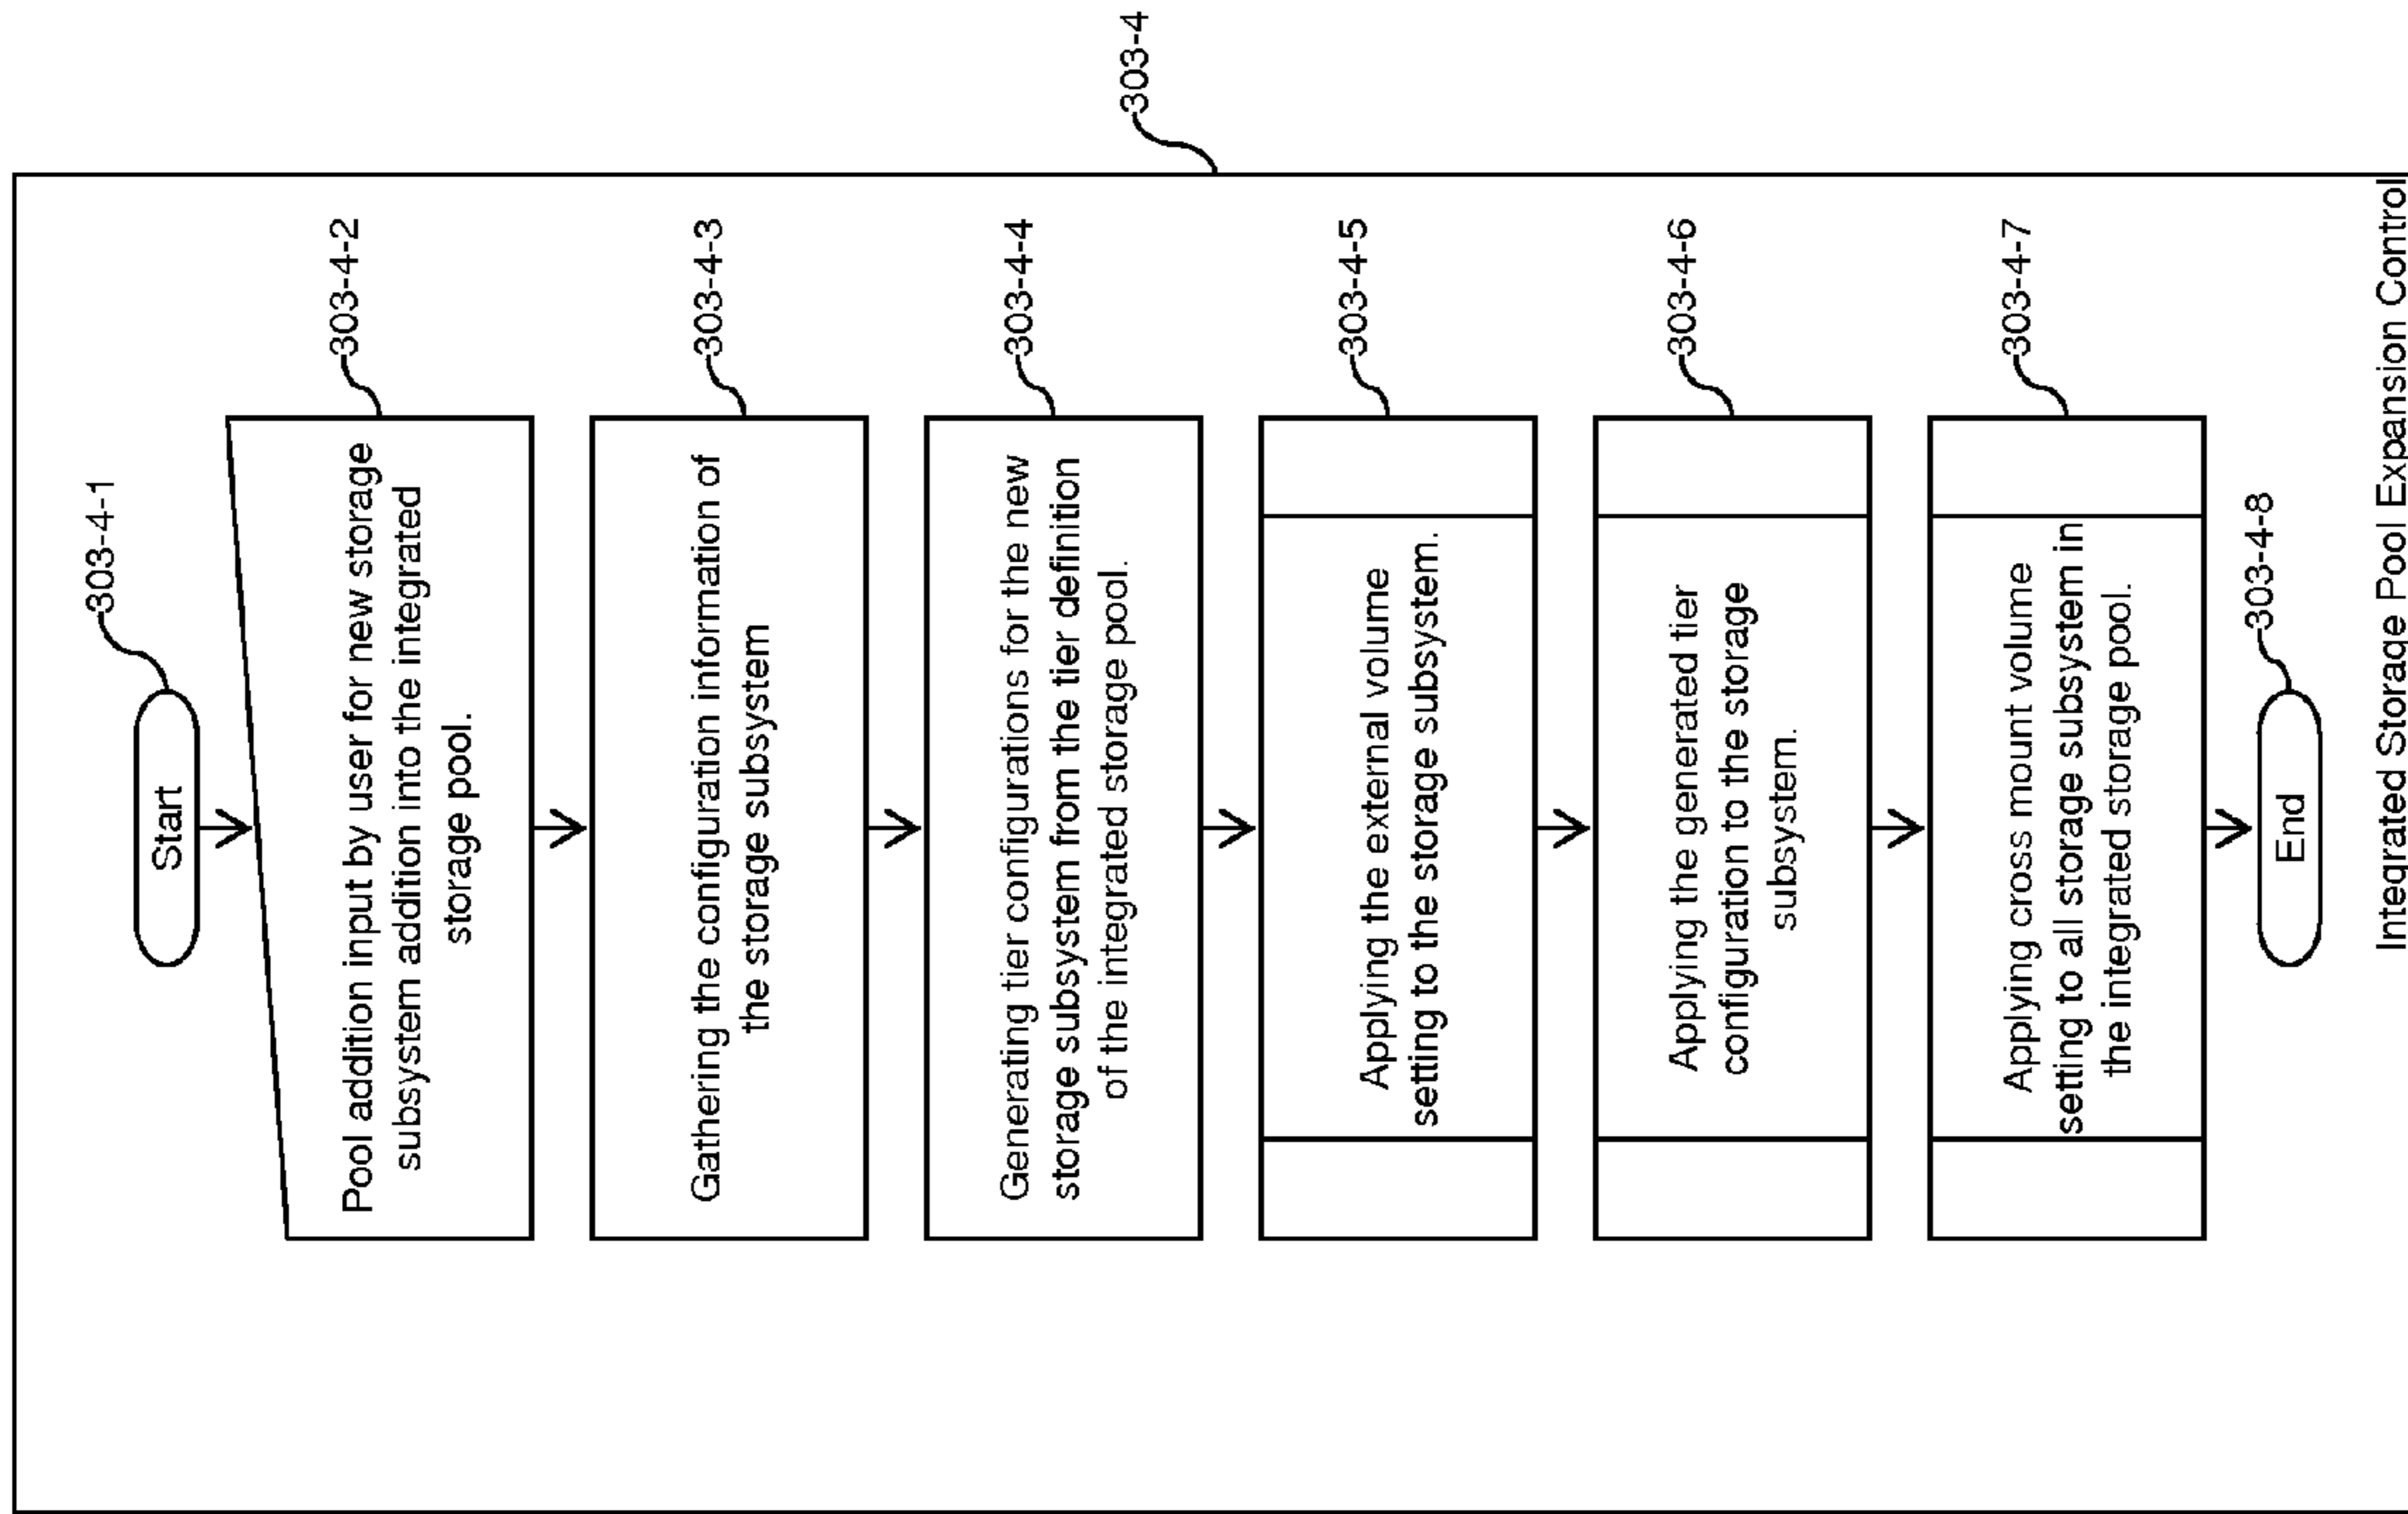 303-4
303-4-1
Start
303-4-2
Pool addition input by user for new storage
subsystem addition into the integrated
storage pool.
303-4-3
Gathering the configuration information of
the storage subsystem
303-4-4
Generating tier configurations for the new
storage subsystem from the tier definition
of the integrated storage pool.
303-4-5
Applying the external volume
setting to the storage subsystem.
303-4-6
Applying the generated tier
configuration to the storage
subsystem.
303-4-7
Applying cross mount volume
setting to all storage subsystem in
the integrated storage pool.
303-4-8
End
Integrated Storage Pool Expansion Control